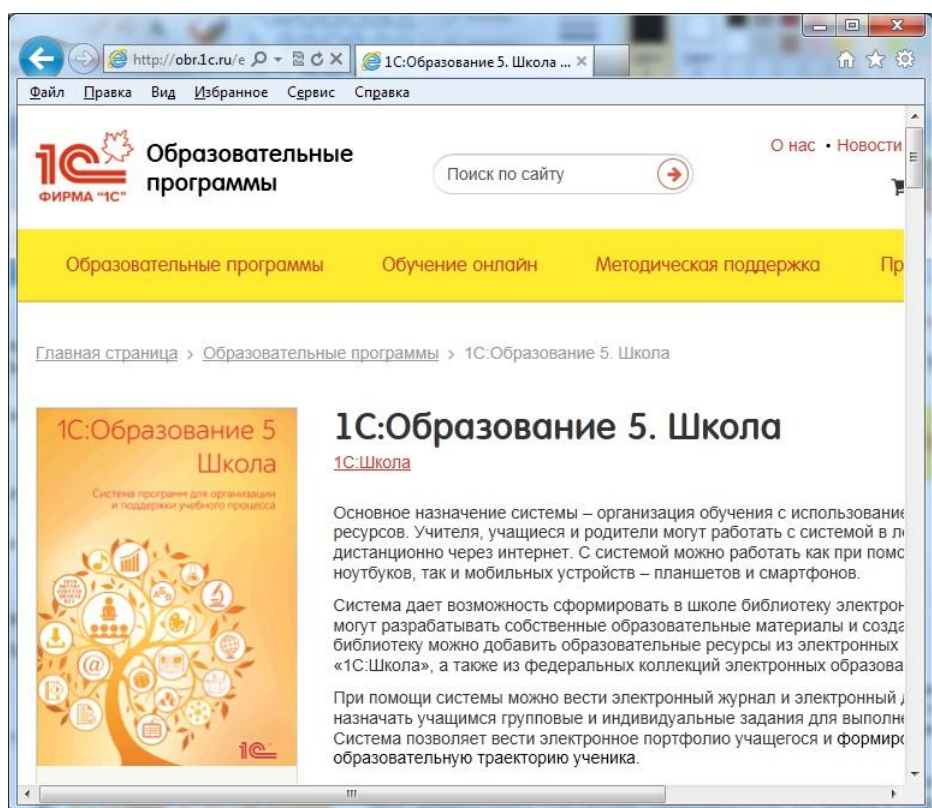 http://obr.1c.ru/e
1С:Образование 5. Школа ...
Файл Правка Вид Избранное Сервис Справка
1С
ФИРМА "1С"
Образовательные
программы
Поиск по сайту
О нас • Новости
Образовательные программы Обучение онлайн Методическая поддержка Пр
Главная страница › Образовательные программы › 1С:Образование 5. Школа
1С:Образование 5
Школа
Система программ для организации
и поддержки учебного процесса
1С
1С:Образование 5. Школа
1С:Школа
Основное назначение системы – организация обучения с использование
ресурсов. Учителя, учащиеся и родители могут работать с системой в ло
дистанционно через интернет. С системой можно работать как при помо
ноутбуков, так и мобильных устройств – планшетов и смартфонов.
Система дает возможность сформировать в школе библиотеку электрон
могут разрабатывать собственные образовательные материалы и созда
библиотеку можно добавить образовательные ресурсы из электронных
«1С:Школа», а также из федеральных коллекций электронных образова
При помощи системы можно вести электронный журнал и электронный
назначать учащимся групповые и индивидуальные задания для выполне
Система позволяет вести электронное портфолио учащегося и формиро
образовательную траекторию ученика.